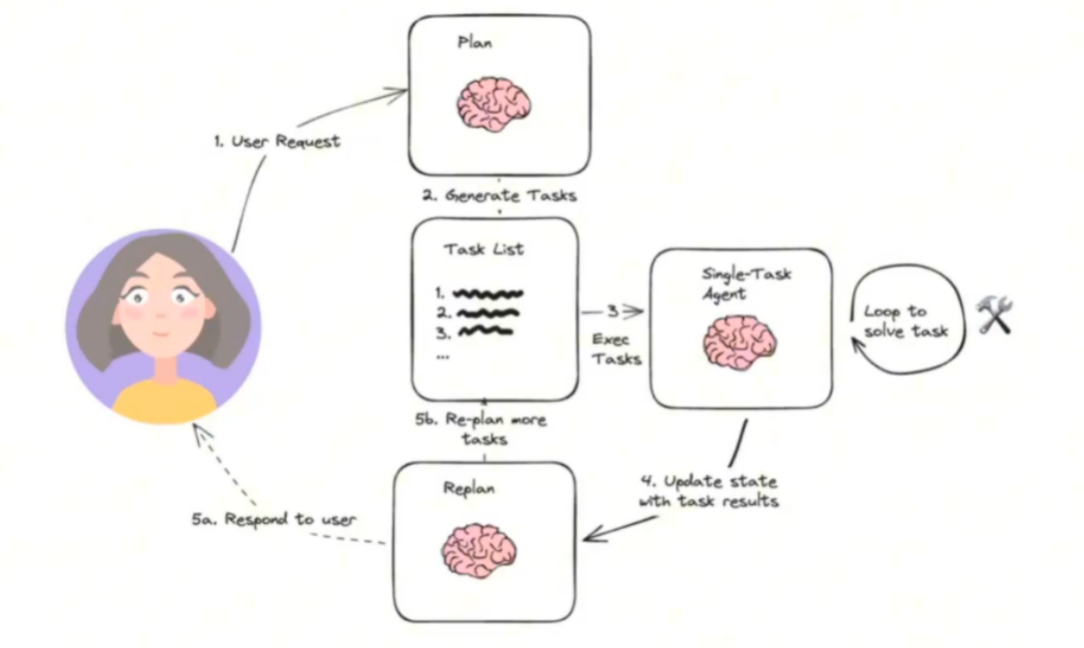 Plan
1. User Request
2. Generate Tasks
Task List
1.
2.
3.
...
3
Exec
Tasks
Single-Task
Agent
Loop to
solve task
4. Update state
with task results
5b. Re-plan more
tasks
Replan
5a. Respond to user